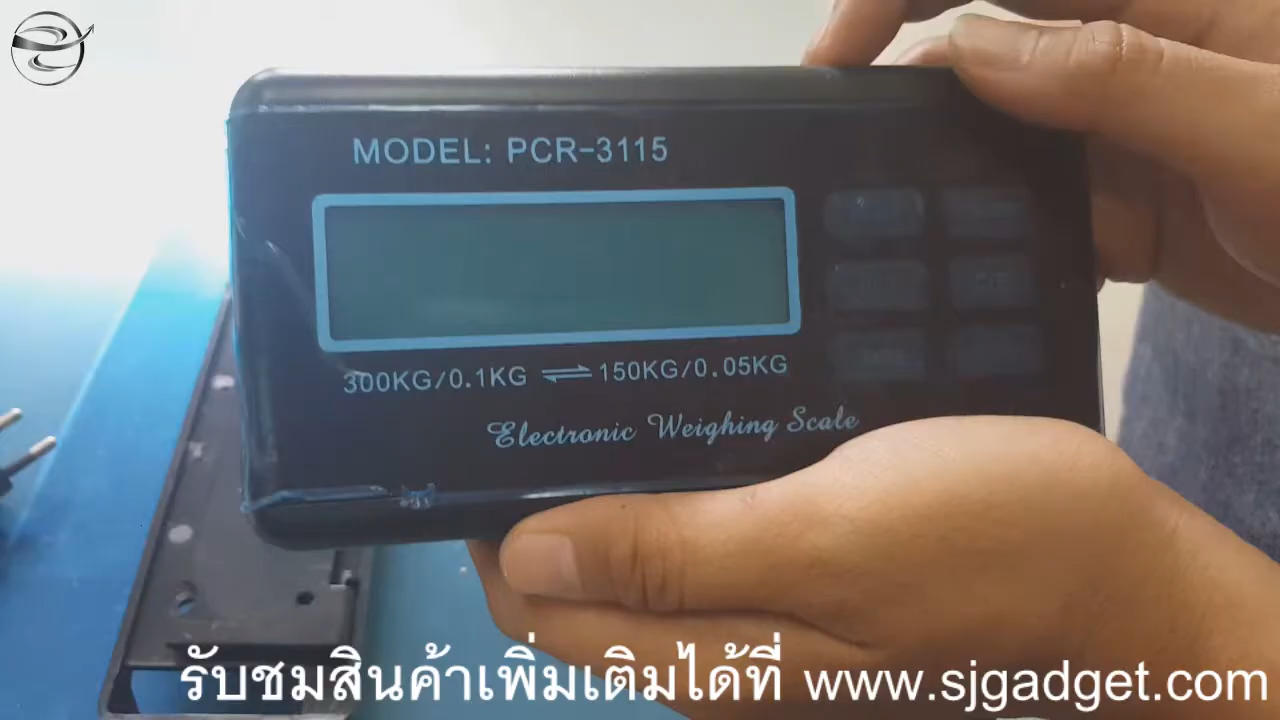 MODEL: PCR-3115
300KG/0.1KG ⇌ 150KG/0.05KG
Electronic Weighing Scale
รับชมสินค้าเพิ่มเติมได้ที่ www.sjgadget.com